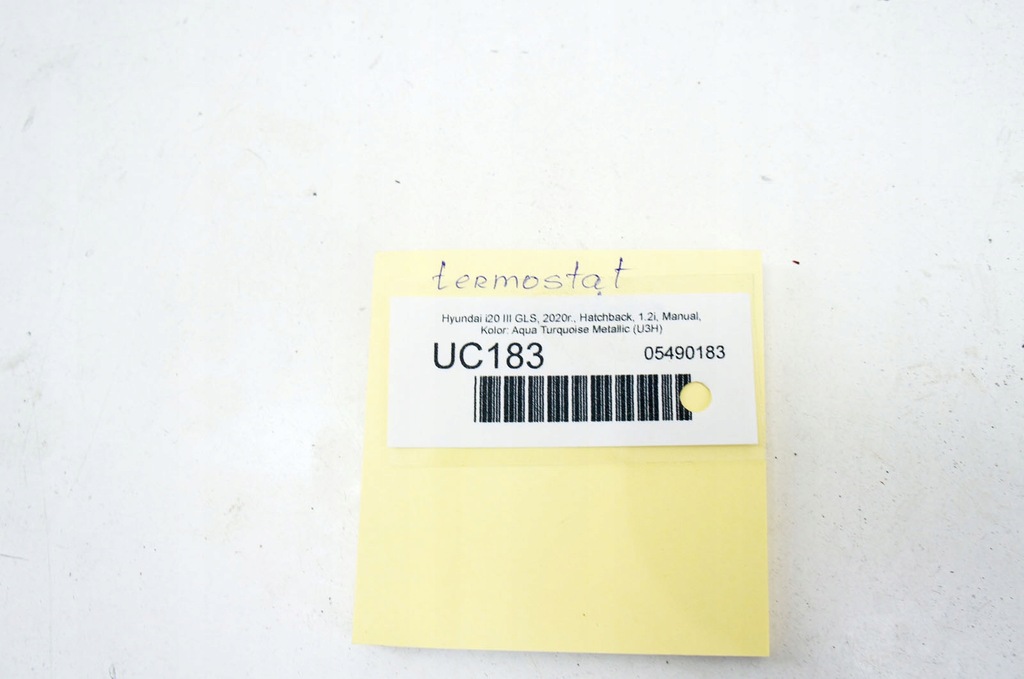 termostat
Hyundai i20 III GLS, 2020r., Hatchback, 1.2i, Manual,
Kolor: Aqua Turquoise Metallic (U3H)
UC183 05490183